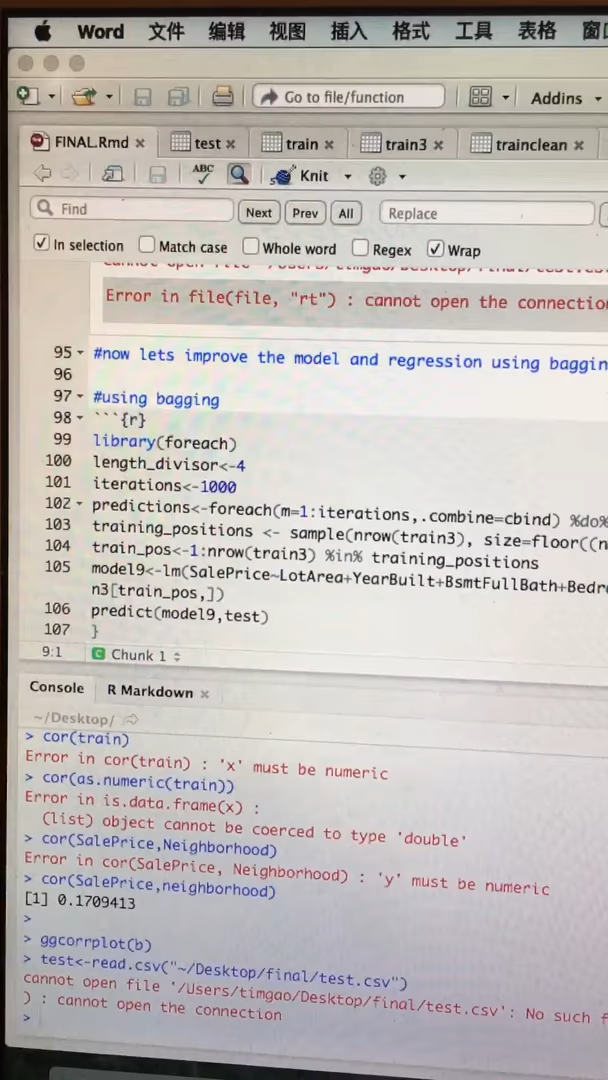 Word 文件 编辑 视图 插入 格式 工具 表格
Go to file/function Addins
FINAL.Rmd × test × train × train3 × trainclean ×
ABC Knit
Find Next Prev All Replace
In selection Match case Whole word Regex Wrap
Error in file(file, "rt") : cannot open the connection
95 #now lets improve the model and regression using baggin
96
97 #using bagging
98 ```{r}
99 library(foreach)
100 length_divisor<-4
101 iterations<-1000
102 predictions<-foreach(m=1:iterations,.combine=cbind) %do%
103 training_positions <- sample(nrow(train3), size=floor((n
104 train_pos<-1:nrow(train3) %in% training_positions
105 model9<-lm(SalePrice~LotArea+YearBuilt+BsmtFullBath+Bedr
n3[train_pos,])
106 predict(model9,test)
107 }
9:1 C Chunk 1
Console R Markdown ×
~/Desktop/
> cor(train)
Error in cor(train) : 'x' must be numeric
> cor(as.numeric(train))
Error in is.data.frame(x) :
(list) object cannot be coerced to type 'double'
> cor(SalePrice,Neighborhood)
Error in cor(SalePrice, Neighborhood) : 'y' must be numeric
> cor(SalePrice,neighborhood)
[1] 0.1709413
>
> ggcorrplot(b)
> test<-read.csv("~/Desktop/final/test.csv")
cannot open file '/Users/timgao/Desktop/final/test.csv': No such f
) : cannot open the connection
>